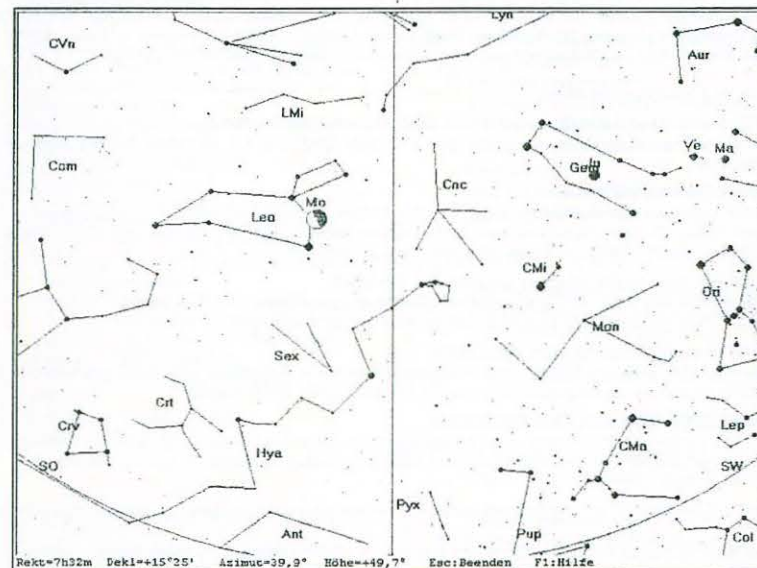 CVn
Lyn
Aur
LMi
Com
Gem
Ju
Ve
Ma
Leo
Mo
Cnc
CMi
Ori
Mon
Sex
Crt
Crv
Hya
CMa
Lep
SO
SW
Pyx
Ant
Pup
Col
Rekt=7h32m Dekl=+15°25' Azimut=39,9° Höhe=+49,7° Esc:Beenden F1:Hilfe